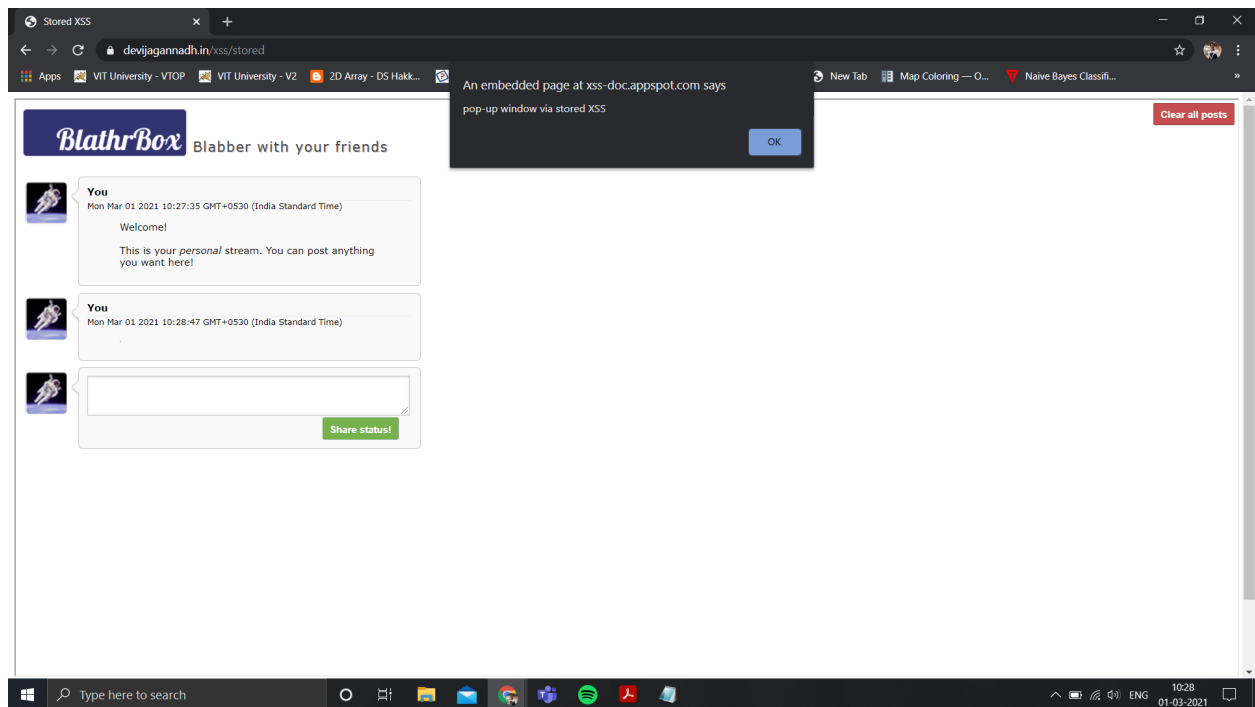 Stored XSS
devijagannadh.in/xss/stored
Apps VIT University - VTOP VIT University - V2 2D Array - DS Hakk... New Tab Map Coloring — O... Naive Bayes Classifi... »
An embedded page at xss-doc.appspot.com says
pop-up window via stored XSS
OK
Clear all posts
BlathrBox Blabber with your friends
You
Mon Mar 01 2021 10:27:35 GMT+0530 (India Standard Time)
Welcome!
This is your personal stream. You can post anything
you want here!
You
Mon Mar 01 2021 10:28:47 GMT+0530 (India Standard Time)
Share status!
Type here to search
ENG
10:28
01-03-2021